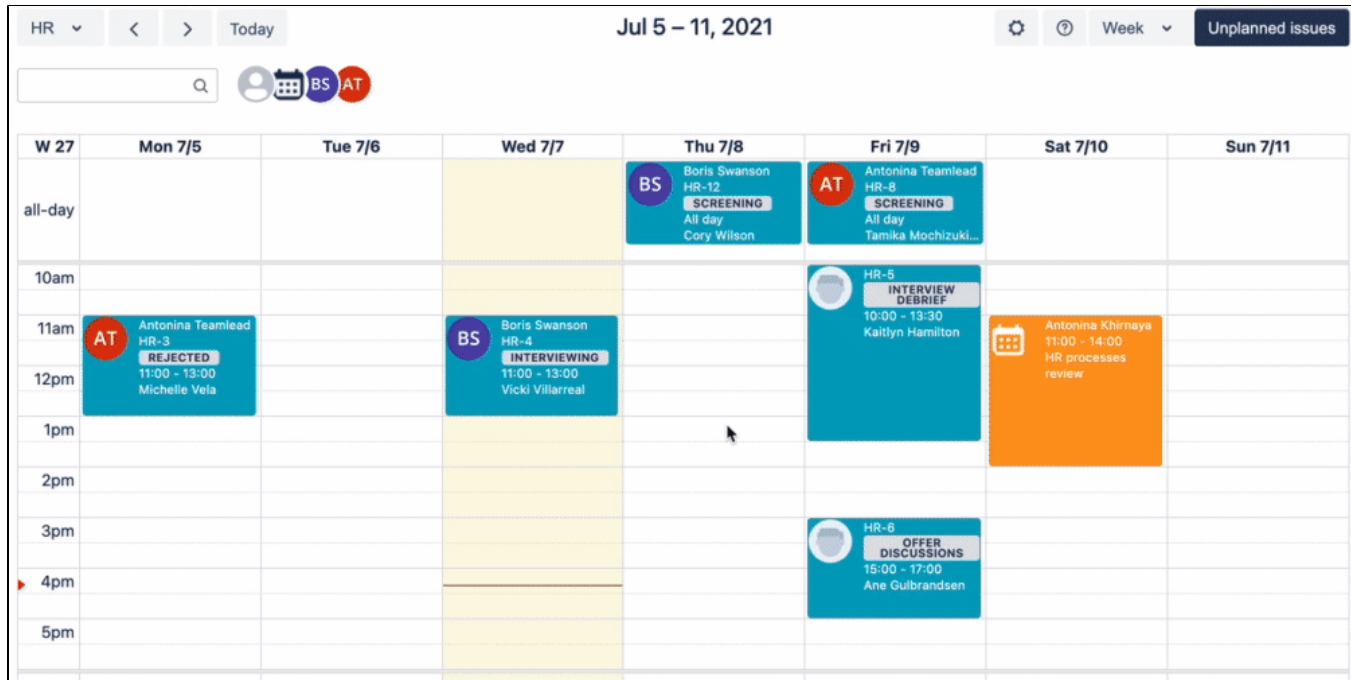 HR
Today
Jul 5 – 11, 2021
Week
Unplanned issues
BS
AT
W 27
Mon 7/5
Tue 7/6
Wed 7/7
Thu 7/8
Fri 7/9
Sat 7/10
Sun 7/11
all-day
BS
Boris Swanson
HR-12
SCREENING
All day
Cory Wilson
AT
Antonina Teamlead
HR-8
SCREENING
All day
Tamika Mochizuki...
10am
11am
12pm
1pm
2pm
3pm
4pm
5pm
AT
Antonina Teamlead
HR-3
REJECTED
11:00 - 13:00
Michelle Vela
BS
Boris Swanson
HR-4
INTERVIEWING
11:00 - 13:00
Vicki Villarreal
HR-5
INTERVIEW
DEBRIEF
10:00 - 13:30
Kaitlyn Hamilton
HR-6
OFFER
DISCUSSIONS
15:00 - 17:00
Ane Gulbrandsen
Antonina Khirnaya
11:00 - 14:00
HR processes
review